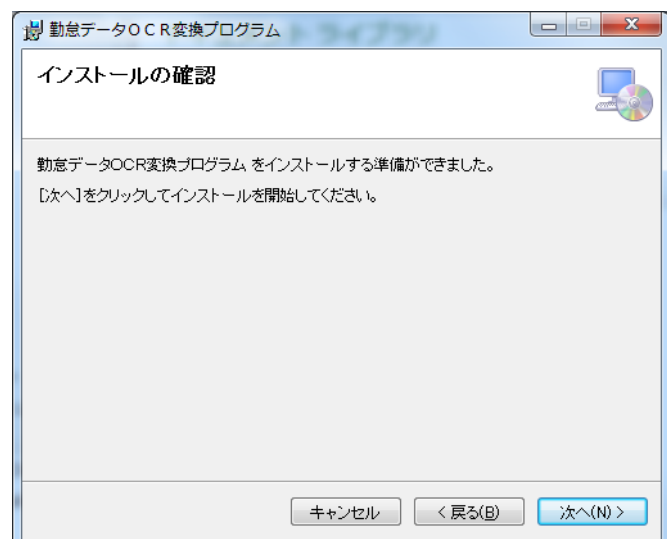 勤怠データOCR変換プログラム
インストールの確認
勤怠データOCR変換プログラム をインストールする準備ができました。
[次へ]をクリックしてインストールを開始してください。
キャンセル
< 戻る(B)
次へ(N) >